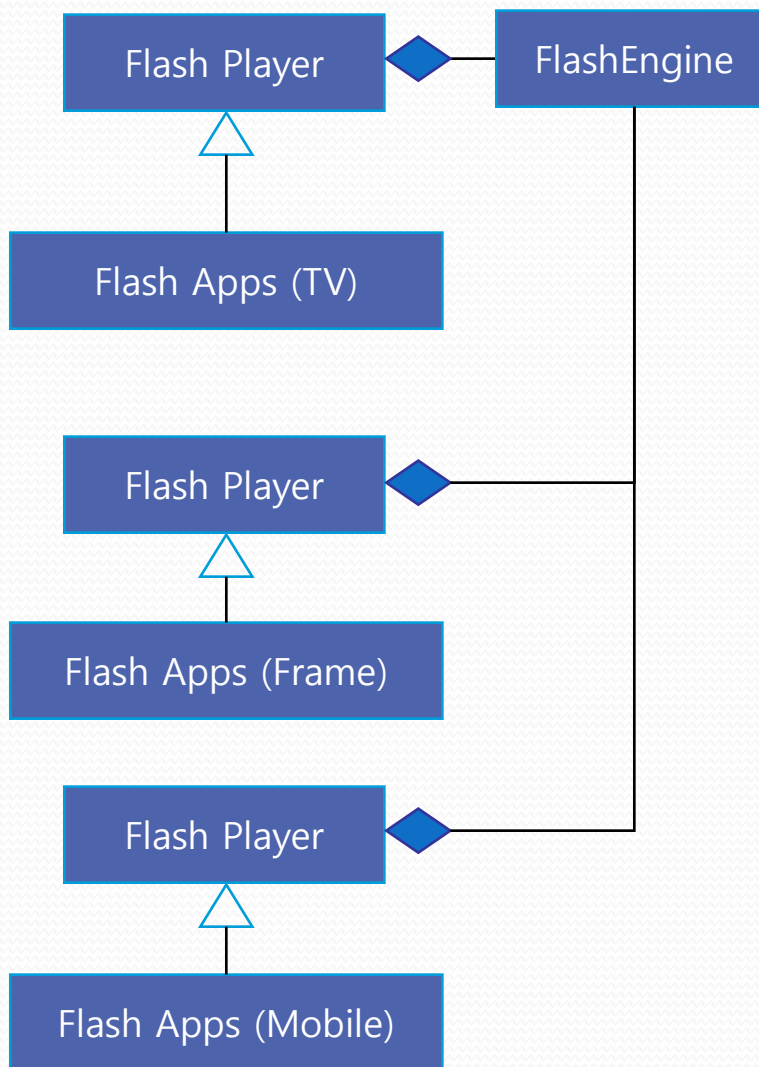 Flash Player
FlashEngine
Flash Apps (TV)
Flash Player
Flash Apps (Frame)
Flash Player
Flash Apps (Mobile)